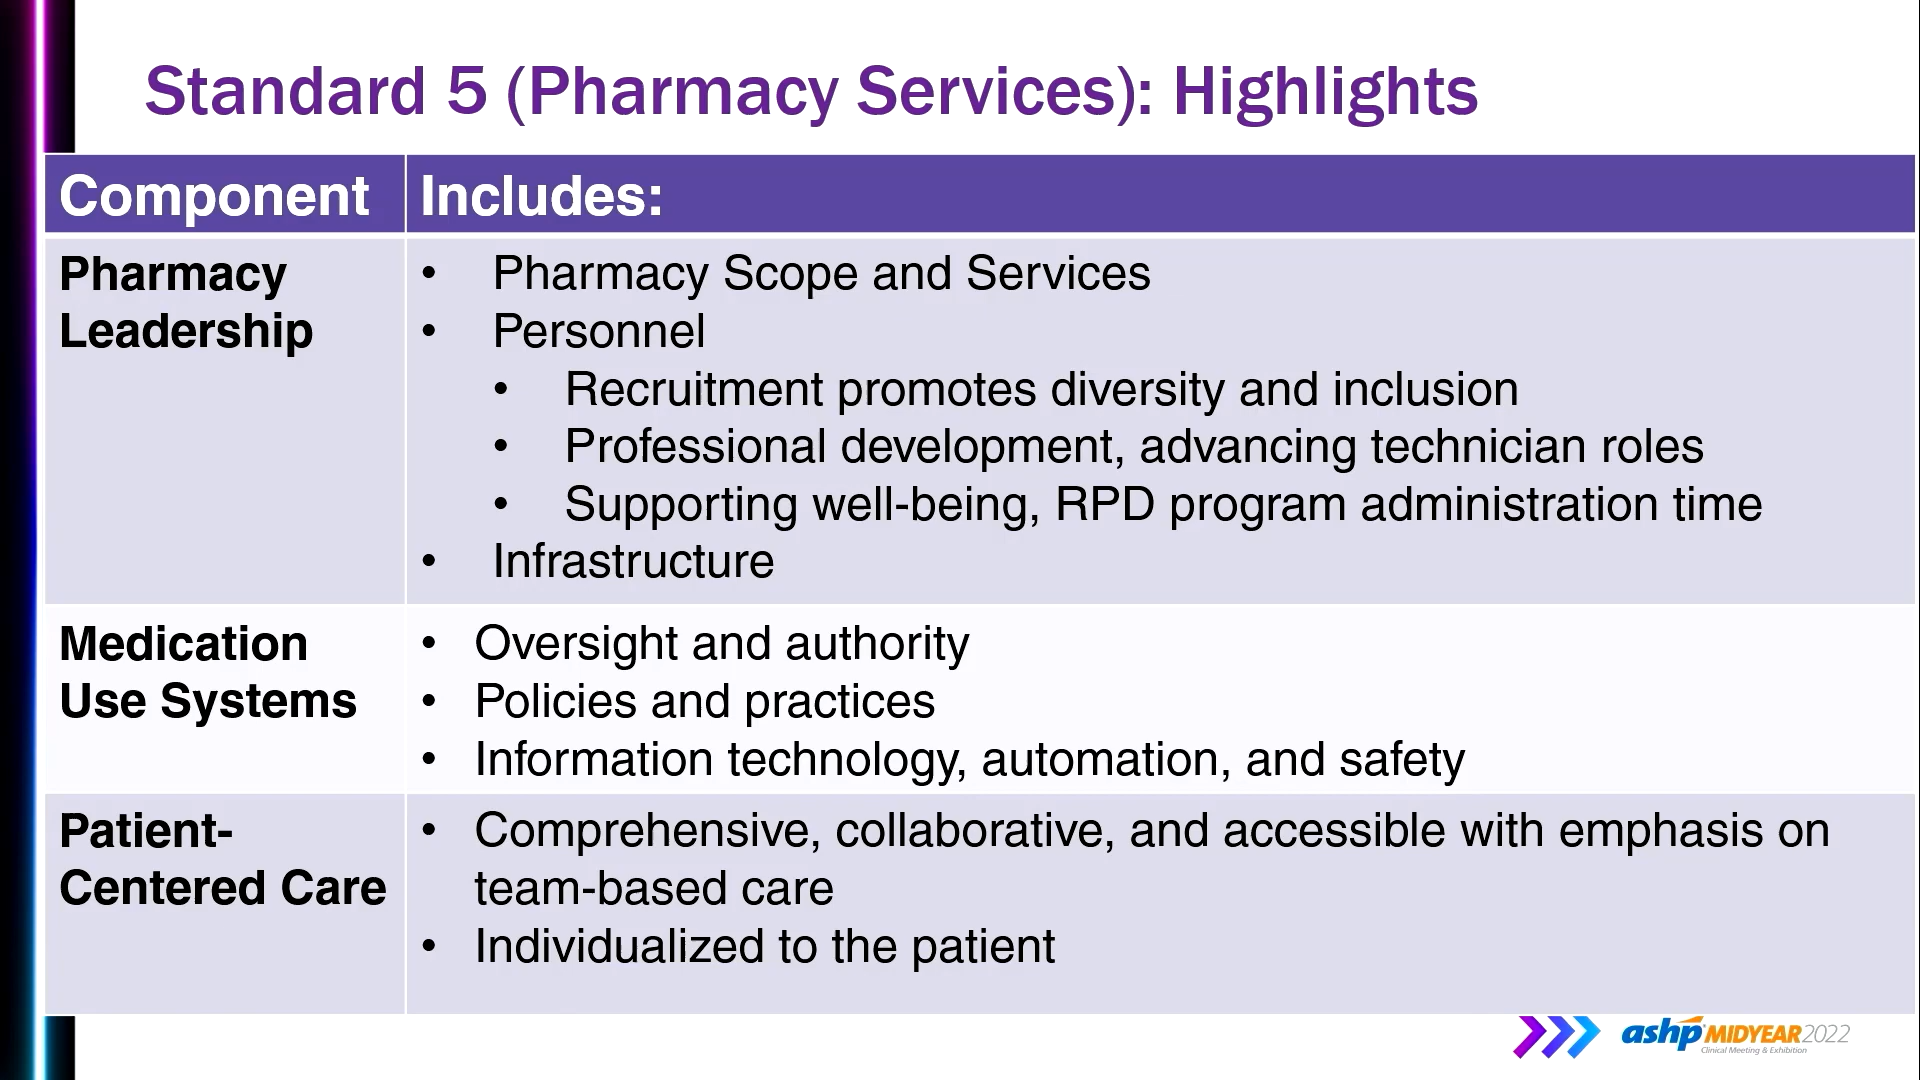 Standard 5 (Pharmacy Services): Highlights
Component
Includes:
Pharmacy
Leadership
• Pharmacy Scope and Services
• Personnel
• Recruitment promotes diversity and inclusion
• Professional development, advancing technician roles
• Supporting well-being, RPD program administration time
• Infrastructure
Medication
Use Systems
• Oversight and authority
• Policies and practices
• Information technology, automation, and safety
Patient-
Centered Care
• Comprehensive, collaborative, and accessible with emphasis on
team-based care
• Individualized to the patient
ashp MIDYEAR 2022
Clinical Meeting & Exhibition